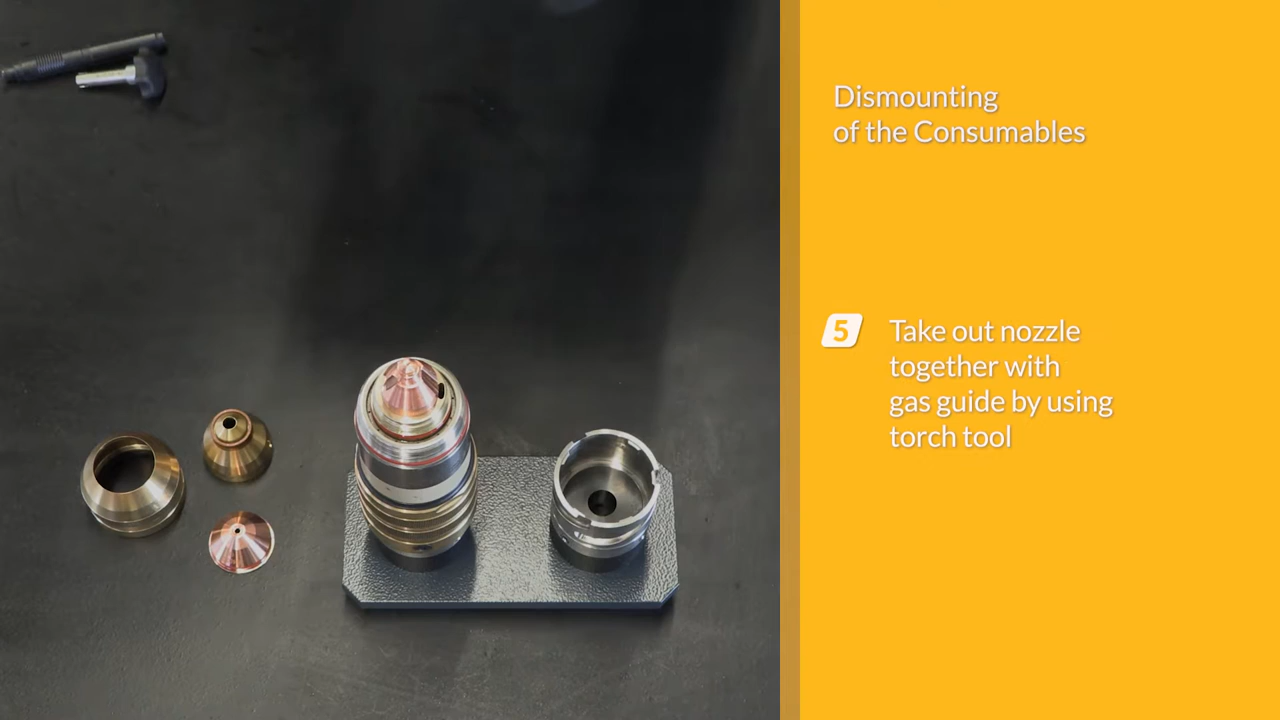 Dismounting
of the Consumables
5 Take out nozzle
together with
gas guide by using
torch tool